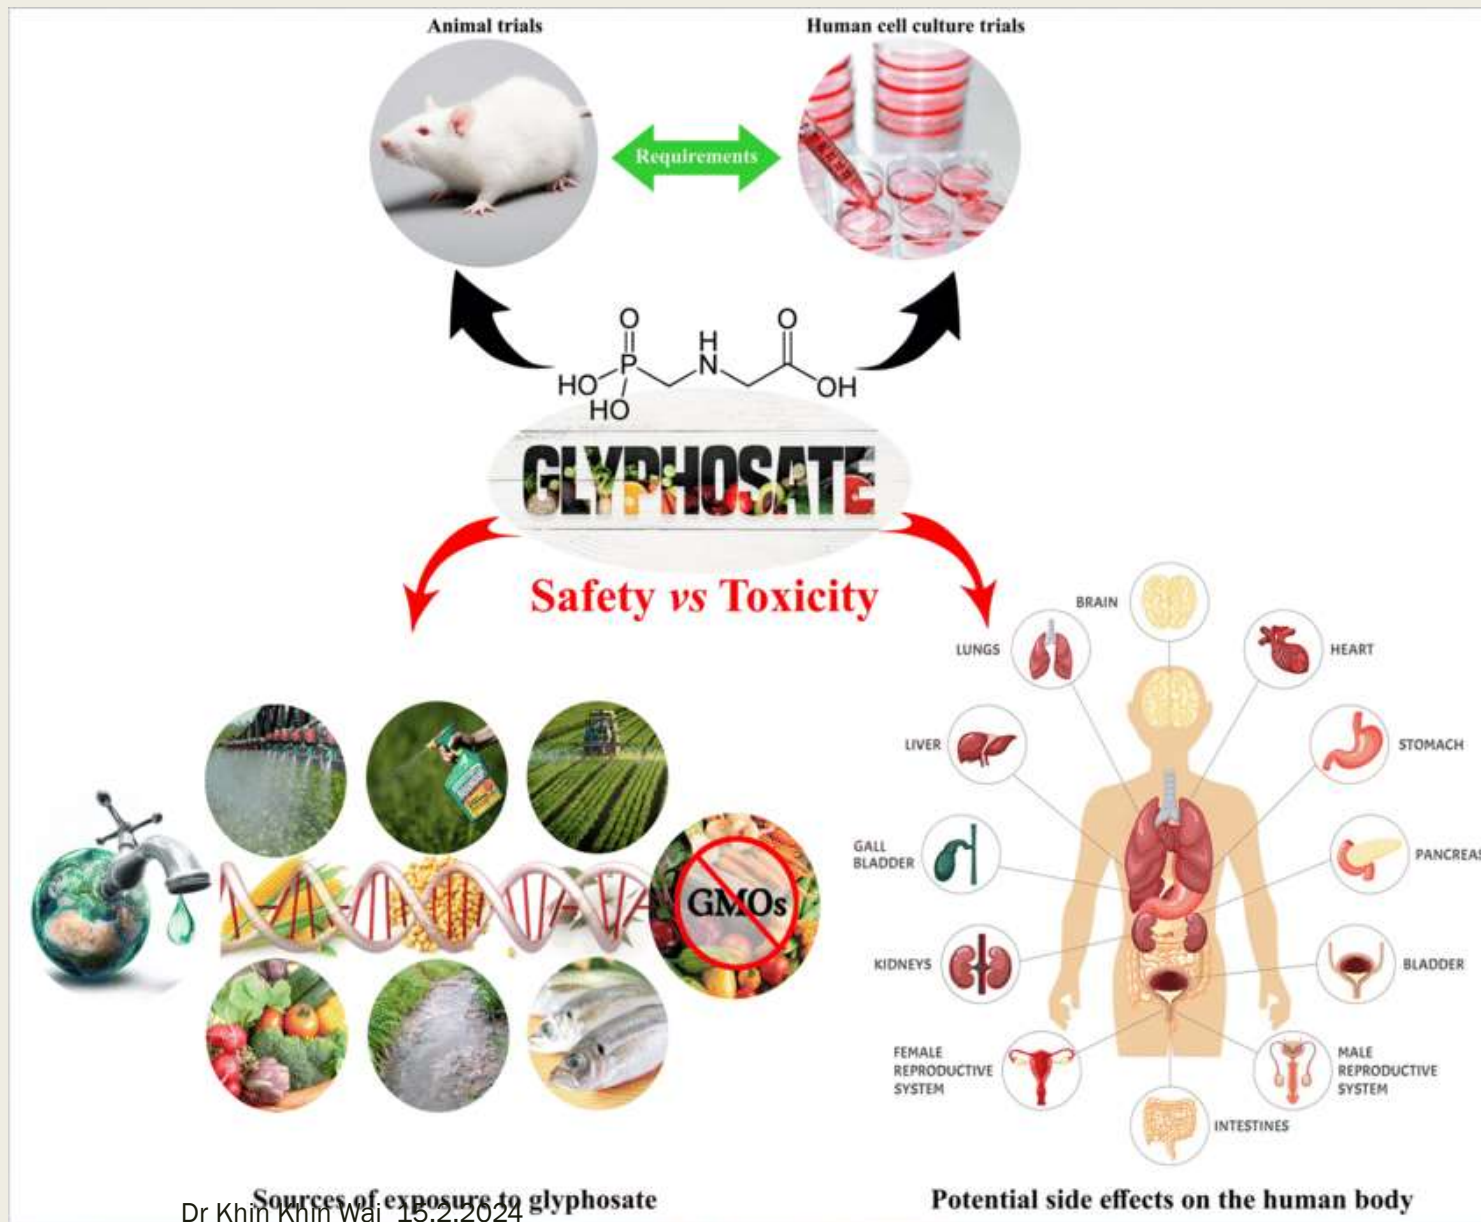 Animal trials
Human cell culture trials
Requirements
O
H
O
P
N
HO
OH
HO
GLYPHOSATE
Safety vs Toxicity
BRAIN
LUNGS
HEART
LIVER
STOMACH
GALL
BLADDER
PANCREAS
GMOs
KIDNEYS
BLADDER
FEMALE
REPRODUCTIVE
SYSTEM
MALE
REPRODUCTIVE
SYSTEM
INTESTINES
Sources of exposure to glyphosate
Potential side effects on the human body
Dr Khin Khin Wai 15.2.2024